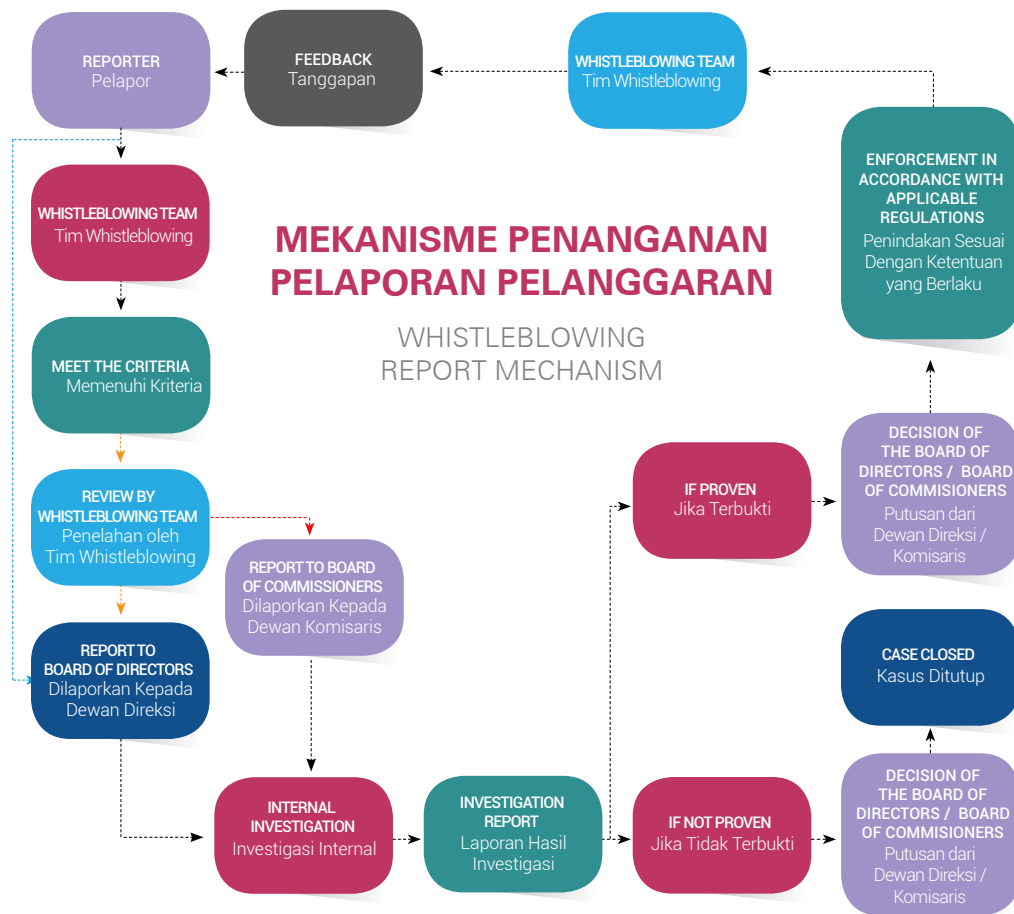 REPORTER
Pelapor
FEEDBACK
Tanggapan
WHISTLEBLOWING TEAM
Tim Whistleblowing
ENFORCEMENT IN
ACCORDANCE WITH
APPLICABLE
REGULATIONS
Penindakan Sesuai
Dengan Ketentuan
yang Berlaku
WHISTLEBLOWING TEAM
Tim Whistleblowing
MEKANISME PENANGANAN
PELAPORAN PELANGGARAN
WHISTLEBLOWING
REPORT MECHANISM
MEET THE CRITERIA
Memenuhi Kriteria
REVIEW BY
WHISTLEBLOWING TEAM
Penelahan oleh
Tim Whistleblowing
REPORT TO BOARD
OF COMMISSIONERS
Dilaporkan Kepada
Dewan Komisaris
REPORT TO
BOARD OF DIRECTORS
Dilaporkan Kepada
Dewan Direksi
INTERNAL
INVESTIGATION
Investigasi Internal
INVESTIGATION
REPORT
Laporan Hasil
Investigasi
IF PROVEN
Jika Terbukti
DECISION OF
THE BOARD OF
DIRECTORS / BOARD
OF COMMISIONERS
Putusan dari
Dewan Direksi /
Komisaris
CASE CLOSED
Kasus Ditutup
IF NOT PROVEN
Jika Tidak Terbukti
DECISION OF
THE BOARD OF
DIRECTORS / BOARD
OF COMMISIONERS
Putusan dari
Dewan Direksi /
Komisaris